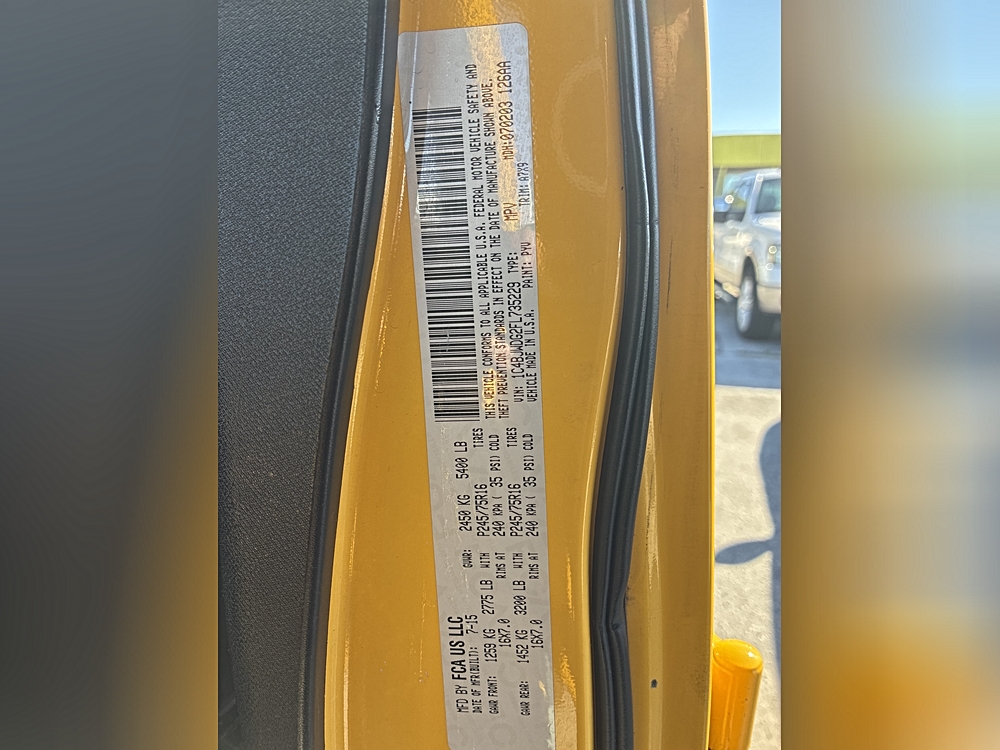 MFD BY FCA US LLC
DATE OF MFR(BUILT): 7-15
GVWR: 2450 KG 5400 LB
GAWR FRONT: 1259 KG 2775 LB WITH P245/75R16 TIRES
16X7.0 RIMS AT 240 KPA ( 35 PSI) COLD
GAWR REAR: 1452 KG 3200 LB WITH P245/75R16 TIRES
16X7.0 RIMS AT 240 KPA ( 35 PSI) COLD
THIS VEHICLE CONFORMS TO ALL APPLICABLE U.S.A. FEDERAL MOTOR VEHICLE SAFETY AND
THEFT PREVENTION STANDARDS IN EFFECT ON THE DATE OF MANUFACTURE SHOWN ABOVE.
VIN: 1C4BJWDG2FL735229 TYPE: MPV MDH:070203 126AA
VEHICLE MADE IN U.S.A. PAINT: PYV TRIM: A7X9